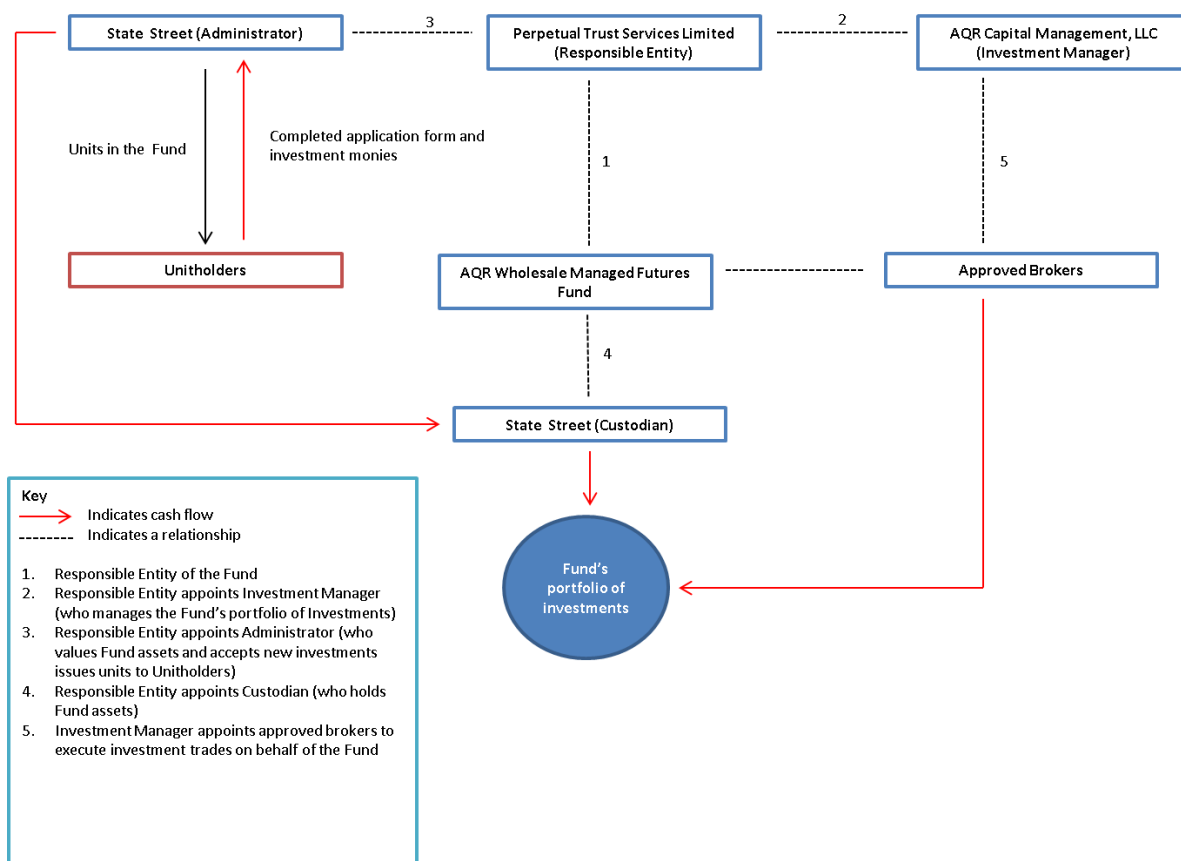 State Street (Administrator)
3
Perpetual Trust Services Limited
(Responsible Entity)
2
AQR Capital Management, LLC
(Investment Manager)
Units in the Fund
Completed application form and
investment monies
1
5
Unitholders
AQR Wholesale Managed Futures
Fund
Approved Brokers
4
State Street (Custodian)
Key
Indicates cash flow
Indicates a relationship
1. Responsible Entity of the Fund
2. Responsible Entity appoints Investment Manager
(who manages the Fund's portfolio of Investments)
3. Responsible Entity appoints Administrator (who
values Fund assets and accepts new investments
issues units to Unitholders)
4. Responsible Entity appoints Custodian (who holds
Fund assets)
5. Investment Manager appoints approved brokers to
execute investment trades on behalf of the Fund
Fund's
portfolio of
investments